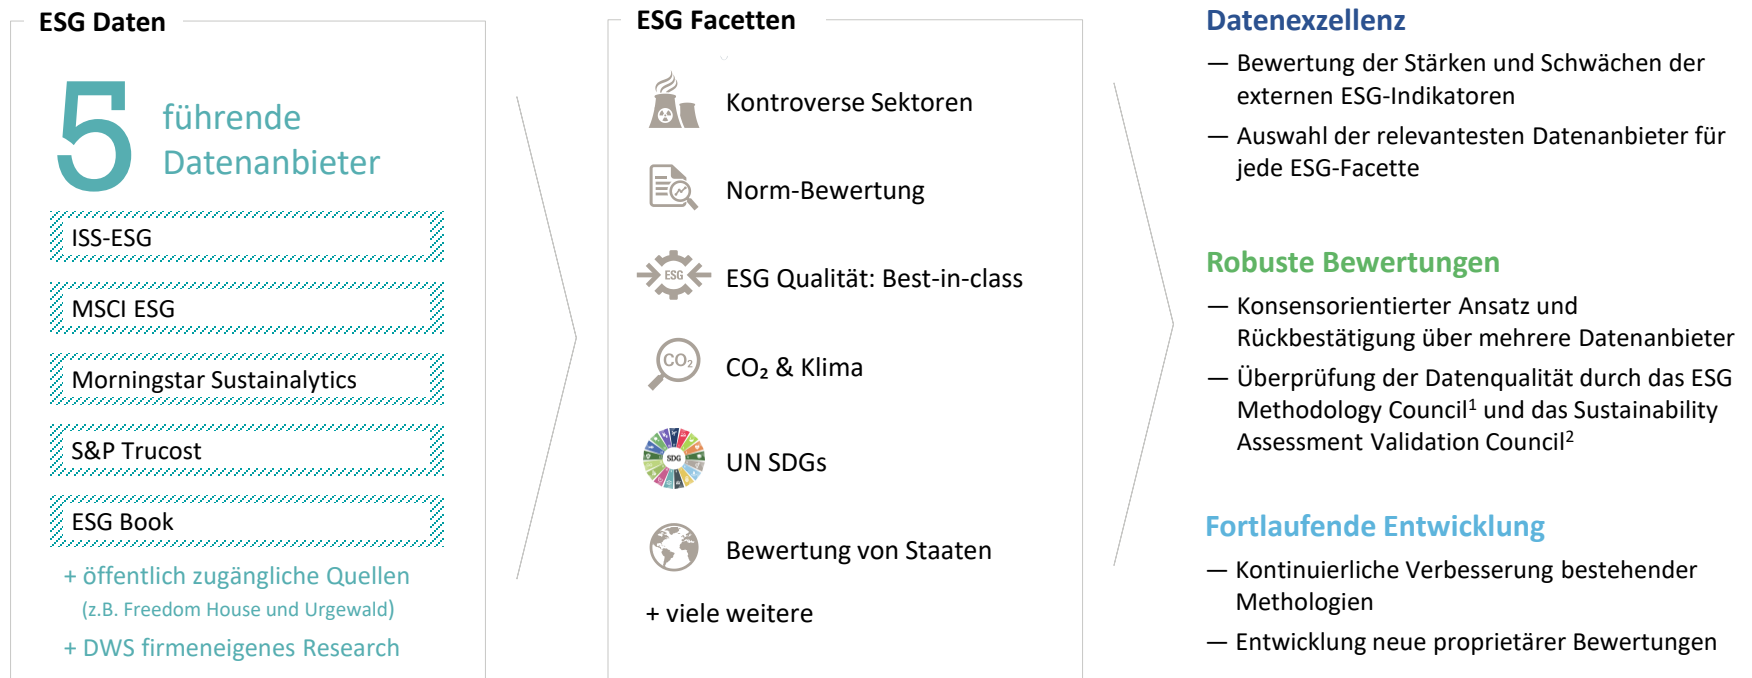 ESG Daten
5
führende
Datenanbieter
ISS-ESG
MSCI ESG
Morningstar Sustainalytics
S&P Trucost
ESG Book
+ öffentlich zugängliche Quellen
(z.B. Freedom House und Urgewald)
+ DWS firmeneigenes Research
ESG Facetten
Kontroverse Sektoren
Norm-Bewertung
ESG
ESG Qualität: Best-in-class
CO₂
CO₂ & Klima
SDG
UN SDGs
Bewertung von Staaten
+ viele weitere
Datenexzellenz
— Bewertung der Stärken und Schwächen der
externen ESG-Indikatoren
— Auswahl der relevantesten Datenanbieter für
jede ESG-Facette
Robuste Bewertungen
— Konsensorientierter Ansatz und
Rückbestätigung über mehrere Datenanbieter
— Überprüfung der Datenqualität durch das ESG
Methodology Council¹ und das Sustainability
Assessment Validation Council²
Fortlaufende Entwicklung
— Kontinuierliche Verbesserung bestehender
Methologien
— Entwicklung neue proprietärer Bewertungen